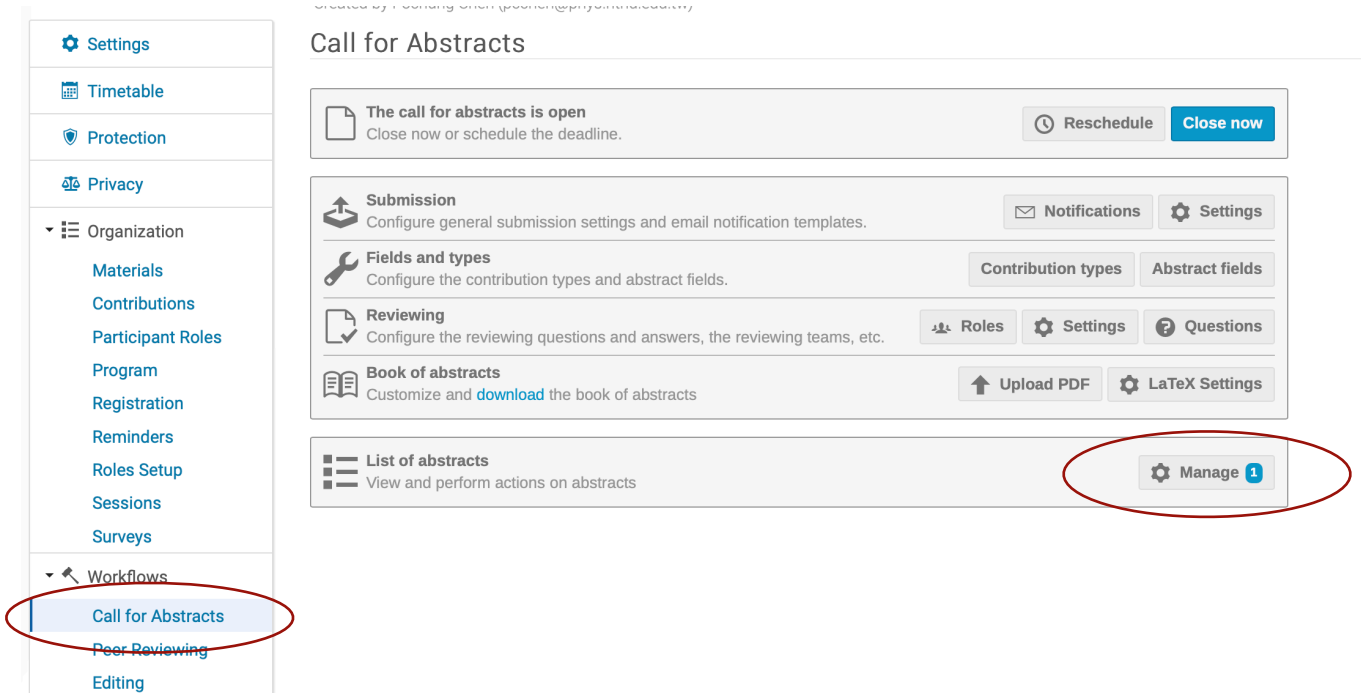 Settings
Timetable
Protection
Privacy
Organization
Materials
Contributions
Participant Roles
Program
Registration
Reminders
Roles Setup
Sessions
Surveys
Workflows
Call for Abstracts
Peer Reviewing
Editing
Call for Abstracts
The call for abstracts is open
Close now or schedule the deadline.
Reschedule
Close now
Submission
Configure general submission settings and email notification templates.
Notifications
Settings
Fields and types
Configure the contribution types and abstract fields.
Contribution types
Abstract fields
Reviewing
Configure the reviewing questions and answers, the reviewing teams, etc.
Roles
Settings
Questions
Book of abstracts
Customize and download the book of abstracts
Upload PDF
LaTeX Settings
List of abstracts
View and perform actions on abstracts
Manage 1